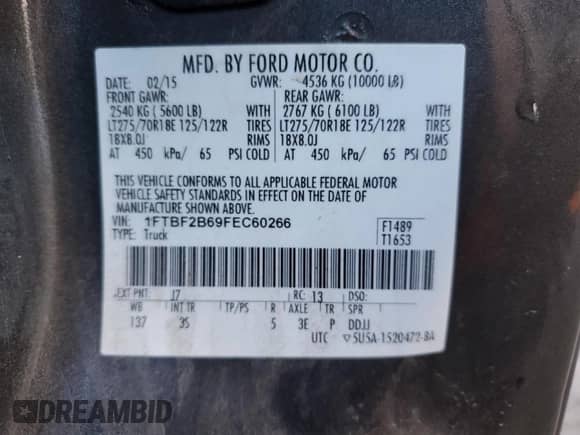 MFD. BY FORD MOTOR CO.
DATE: 02/15 GVWR: 4536 KG (10000 LB)
FRONT GAWR: REAR GAWR:
2540 KG ( 5600 LB) WITH 2767 KG ( 6100 LB) WITH
LT275/70R18E 125/122R TIRES LT275/70R18E 125/122R TIRES
18X8.0J RIMS 18X8.0J RIMS
AT 450 kPa/ 65 PSI COLD AT 450 kPa/ 65 PSI COLD
THIS VEHICLE CONFORMS TO ALL APPLICABLE FEDERAL MOTOR
VEHICLE SAFETY STANDARDS IN EFFECT ON THE DATE OF
MANUFACTURE SHOWN ABOVE.
VIN: 1FTBF2B69FEC60266 F1489
TYPE: Truck T1653
EXT PNT: J7 RC: 13 DSO:
WB INT TR TP/PS R AXLE TR SPR
137 3S 5 3E P DDJJ
UTC ▽5U5A-1520472-BA
DREAMBID